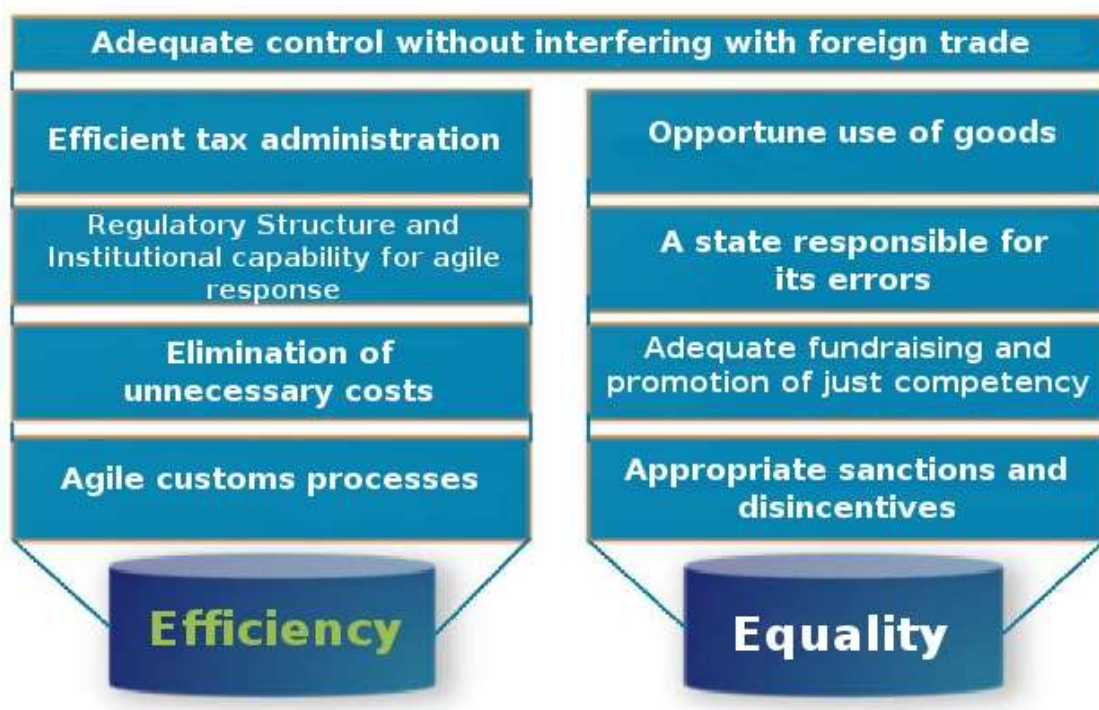 Adequate control without interfering with foreign trade
Efficient tax administration
Regulatory Structure and
Institutional capability for agile
response
Elimination of
unnecessary costs
Agile customs processes
Efficiency
Opportune use of goods
A state responsible for
its errors
Adequate fundraising and
promotion of just competency
Appropriate sanctions and
disincentives
Equality